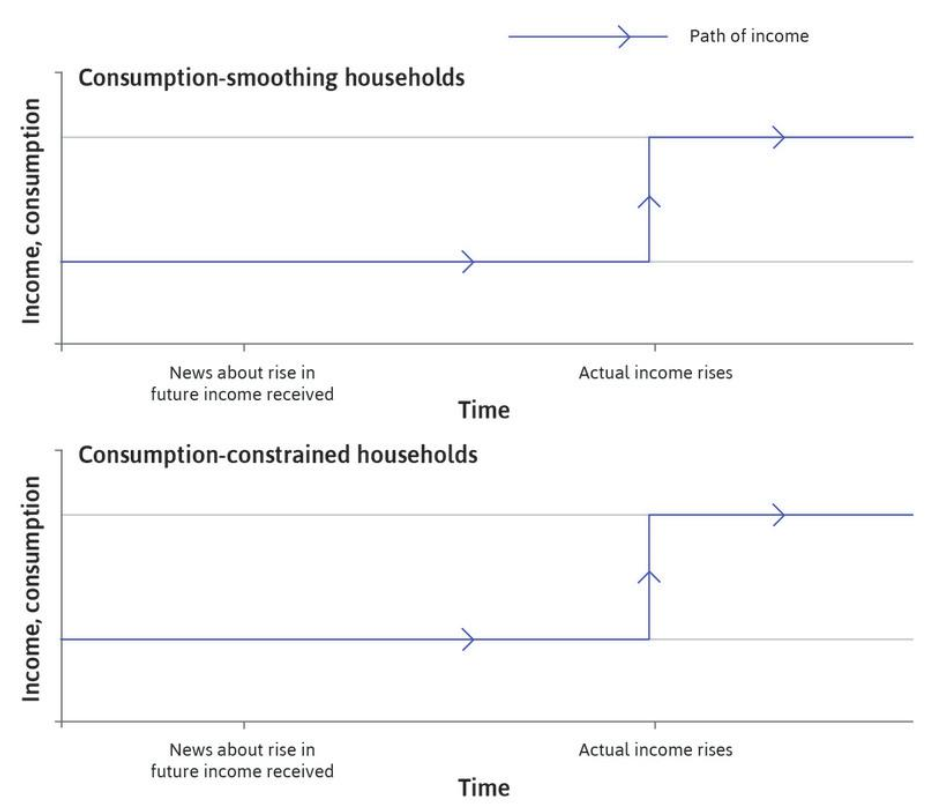 Path of income
Consumption-smoothing households
Income, consumption
News about rise in
future income received
Actual income rises
Time
Consumption-constrained households
Income, consumption
News about rise in
future income received
Actual income rises
Time